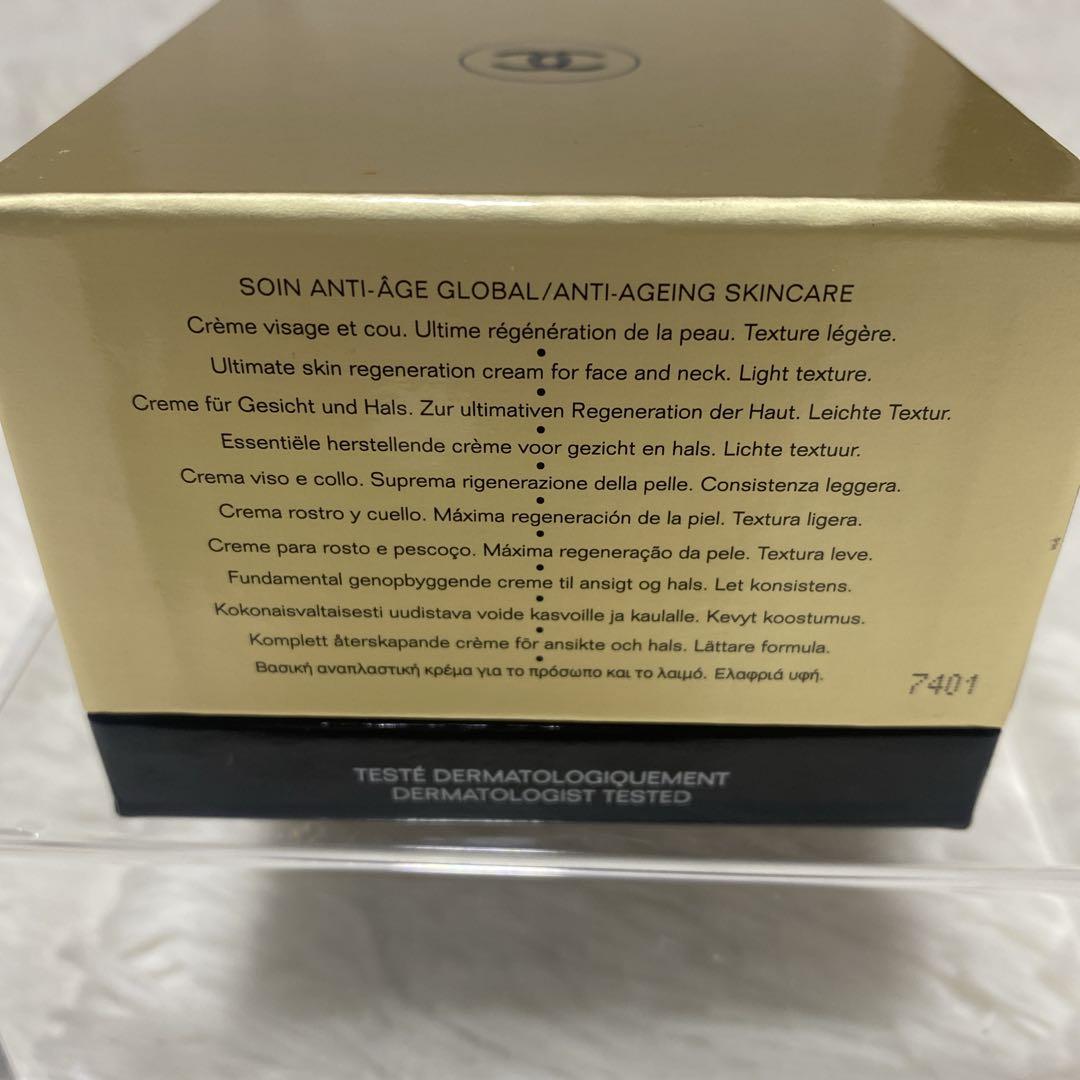 SOIN ANTI-ÂGE GLOBAL/ANTI-AGEING SKINCARE
Crème visage et cou. Ultime régénération de la peau. Texture légère.
Ultimate skin regeneration cream for face and neck. Light texture.
Creme für Gesicht und Hals. Zur ultimativen Regeneration der Haut. Leichte Textur.
Essentiële herstellende crème voor gezicht en hals. Lichte textuur.
Crema viso e collo. Suprema rigenerazione della pelle. Consistenza leggera.
Crema rostro y cuello. Máxima regeneración de la piel. Textura ligera.
Creme para rosto e pescoço. Máxima regeneração da pele. Textura leve.
Fundamental genopbyggende creme til ansigt og hals. Let konsistens.
Kokonaisvaltaisesti uudistava voide kasvoille ja kaulalle. Kevyt koostumus.
Komplett återskapande crème för ansikte och hals. Lättare formula.
Βασική αναπλαστική κρέμα για το πρόσωπο και το λαιμό. Ελαφριά υφή.
7401
TESTÉ DERMATOLOGIQUEMENT
DERMATOLOGIST TESTED